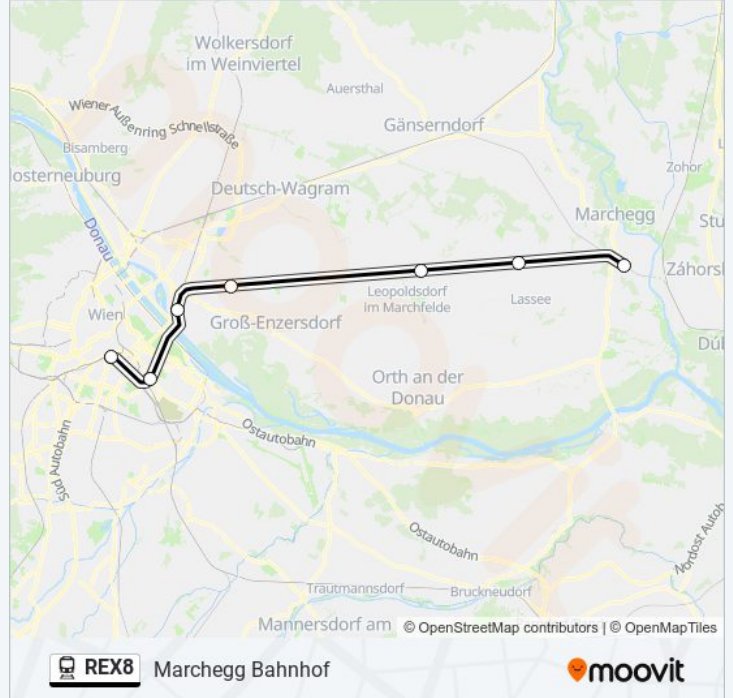 Wolkersdorf
im Weinviertel
Auersthal
Wiener Außenring Schnellstraße
Gänserndorf
Bisamberg
Zohor
losterneuburg
Deutsch-Wagram
Marchegg
Stu
Donau
Záhors
Leopoldsdorf
im Marchfelde
Lassee
Wien
Groß-Enzersdorf
Dúl
Orth an der
Donau
Ostautobahn
Süd Autobahn
Ostautobahn
Nordost Autob
Trautmannsdorf
Bruckneudorf
Mannersdorf am
© OpenStreetMap contributors | © OpenMapTiles
REX8 Marchegg Bahnhof
moovit